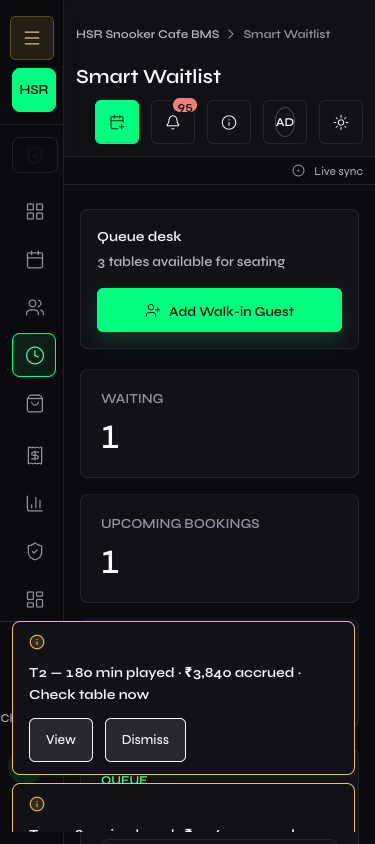 HSR Snooker Cafe BMS > Smart Waitlist
HSR
Smart Waitlist
95
AD
Live sync
Queue desk
3 tables available for seating
Add Walk-in Guest
WAITING
1
UPCOMING BOOKINGS
1
T2 — 180 min played · ₹3,840 accrued ·
Check table now
View
Dismiss
QUEUE